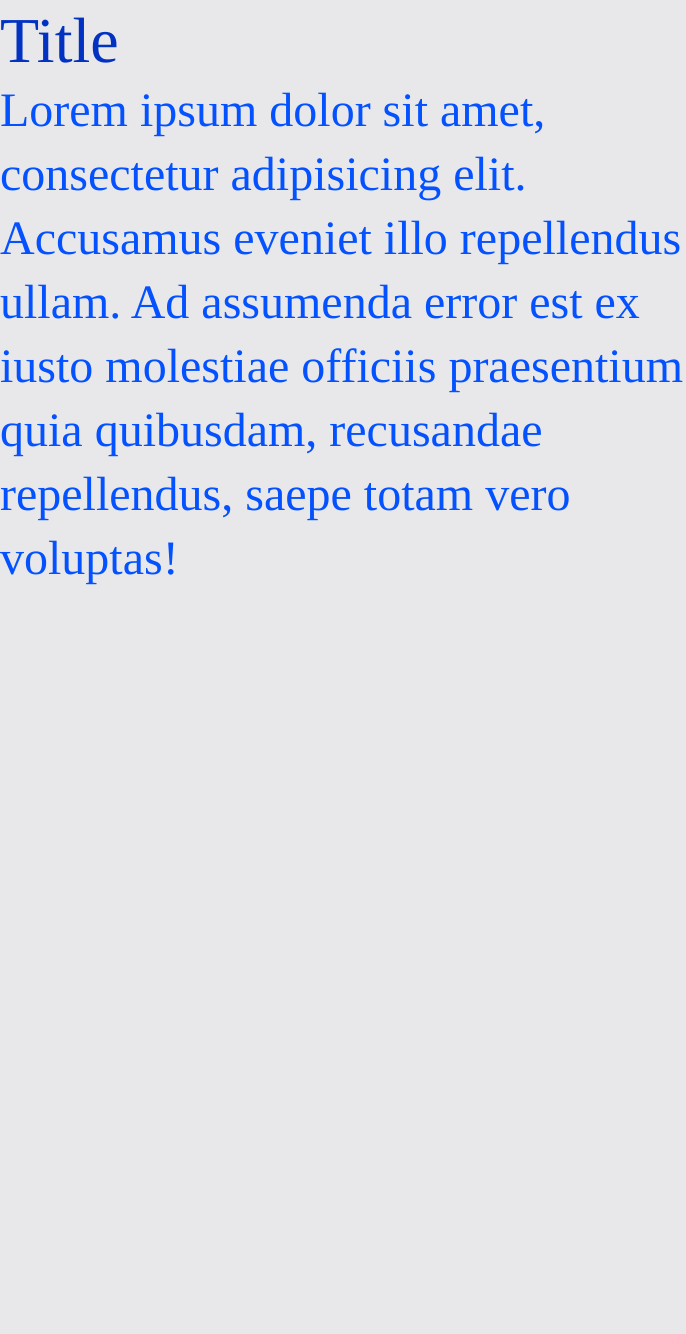 Title
Lorem ipsum dolor sit amet,
consectetur adipisicing elit.
Accusamus eveniet illo repellendus
ullam. Ad assumenda error est ex
iusto molestiae officiis praesentium
quia quibusdam, recusandae
repellendus, saepe totam vero
voluptas!